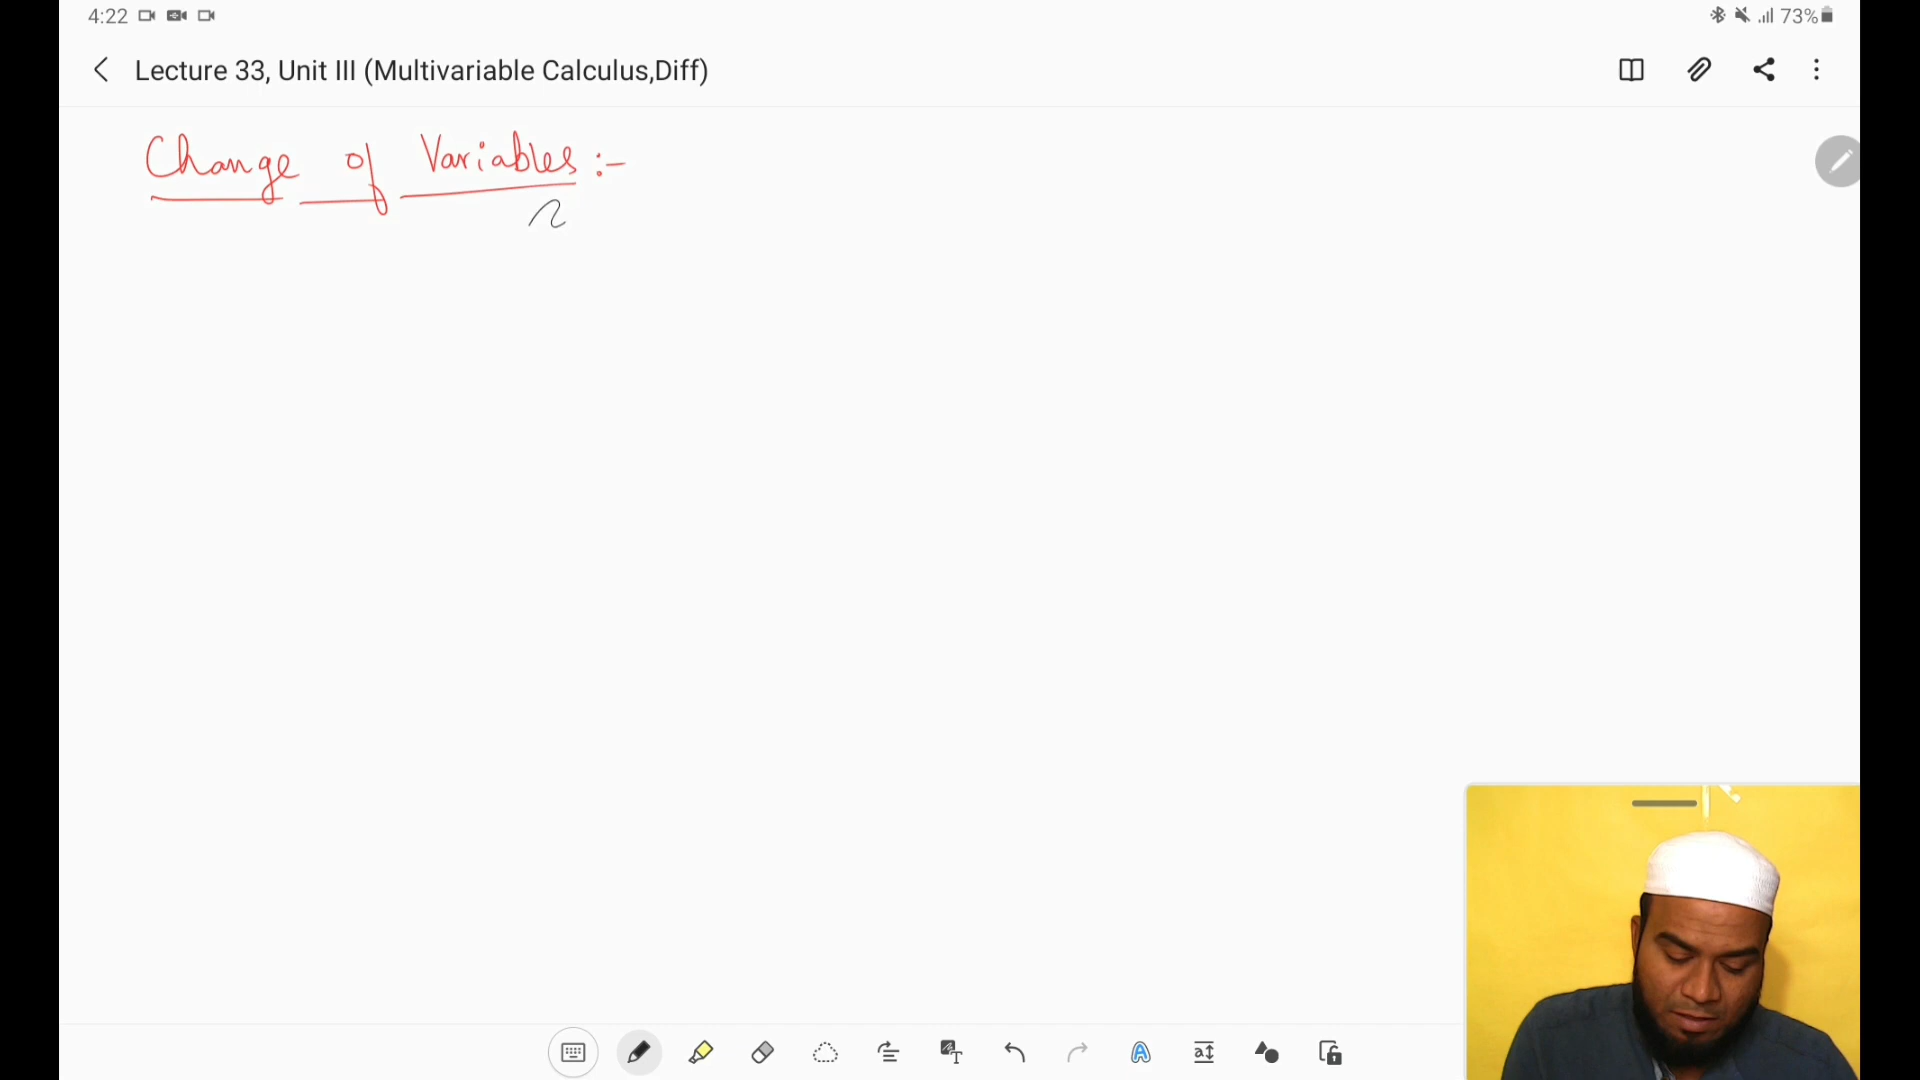 4:22 73%
Lecture 33, Unit III (Multivariable Calculus,Diff)
Change of Variables :-